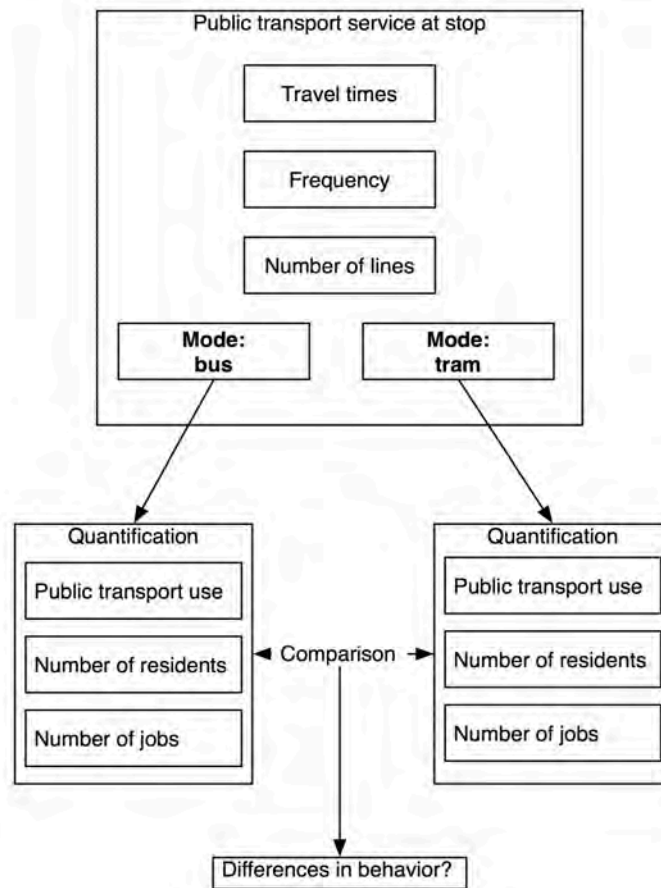 Public transport service at stop
Travel times
Frequency
Number of lines
Mode:
bus
Mode:
tram
Quantification
Public transport use
Number of residents
Number of jobs
Comparison
Quantification
Public transport use
Number of residents
Number of jobs
Differences in behavior?